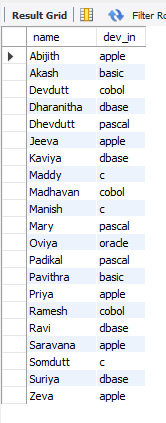 Result Grid Filter Ro
name dev_in
Abijith apple
Akash basic
Devdutt cobol
Dharanitha dbase
Dhevdutt pascal
Jeeva apple
Kaviya dbase
Maddy c
Madhavan cobol
Manish c
Mary pascal
Oviya oracle
Padikal pascal
Pavithra basic
Priya apple
Ramesh cobol
Ravi dbase
Saravana apple
Somdutt c
Suriya dbase
Zeva apple